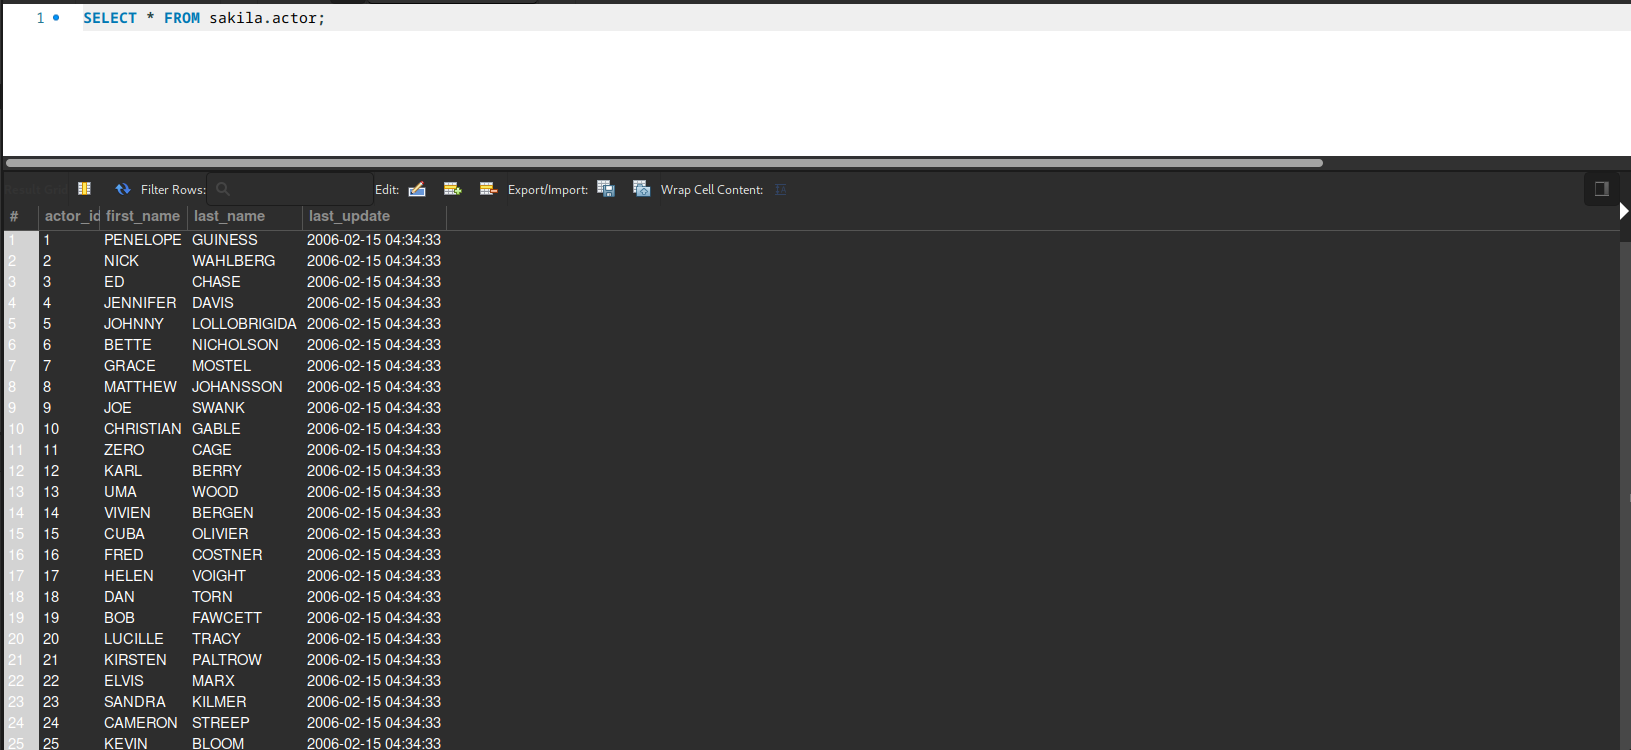 1 SELECT * FROM sakila.actor;
Result Grid Filter Rows: Edit: Export/Import: Wrap Cell Content:
# actor_id first_name last_name last_update
1 1 PENELOPE GUINESS 2006-02-15 04:34:33
2 2 NICK WAHLBERG 2006-02-15 04:34:33
3 3 ED CHASE 2006-02-15 04:34:33
4 4 JENNIFER DAVIS 2006-02-15 04:34:33
5 5 JOHNNY LOLLOBRIGIDA 2006-02-15 04:34:33
6 6 BETTE NICHOLSON 2006-02-15 04:34:33
7 7 GRACE MOSTEL 2006-02-15 04:34:33
8 8 MATTHEW JOHANSSON 2006-02-15 04:34:33
9 9 JOE SWANK 2006-02-15 04:34:33
10 10 CHRISTIAN GABLE 2006-02-15 04:34:33
11 11 ZERO CAGE 2006-02-15 04:34:33
12 12 KARL BERRY 2006-02-15 04:34:33
13 13 UMA WOOD 2006-02-15 04:34:33
14 14 VIVIEN BERGEN 2006-02-15 04:34:33
15 15 CUBA OLIVIER 2006-02-15 04:34:33
16 16 FRED COSTNER 2006-02-15 04:34:33
17 17 HELEN VOIGHT 2006-02-15 04:34:33
18 18 DAN TORN 2006-02-15 04:34:33
19 19 BOB FAWCETT 2006-02-15 04:34:33
20 20 LUCILLE TRACY 2006-02-15 04:34:33
21 21 KIRSTEN PALTROW 2006-02-15 04:34:33
22 22 ELVIS MARX 2006-02-15 04:34:33
23 23 SANDRA KILMER 2006-02-15 04:34:33
24 24 CAMERON STREEP 2006-02-15 04:34:33
25 25 KEVIN BLOOM 2006-02-15 04:34:33